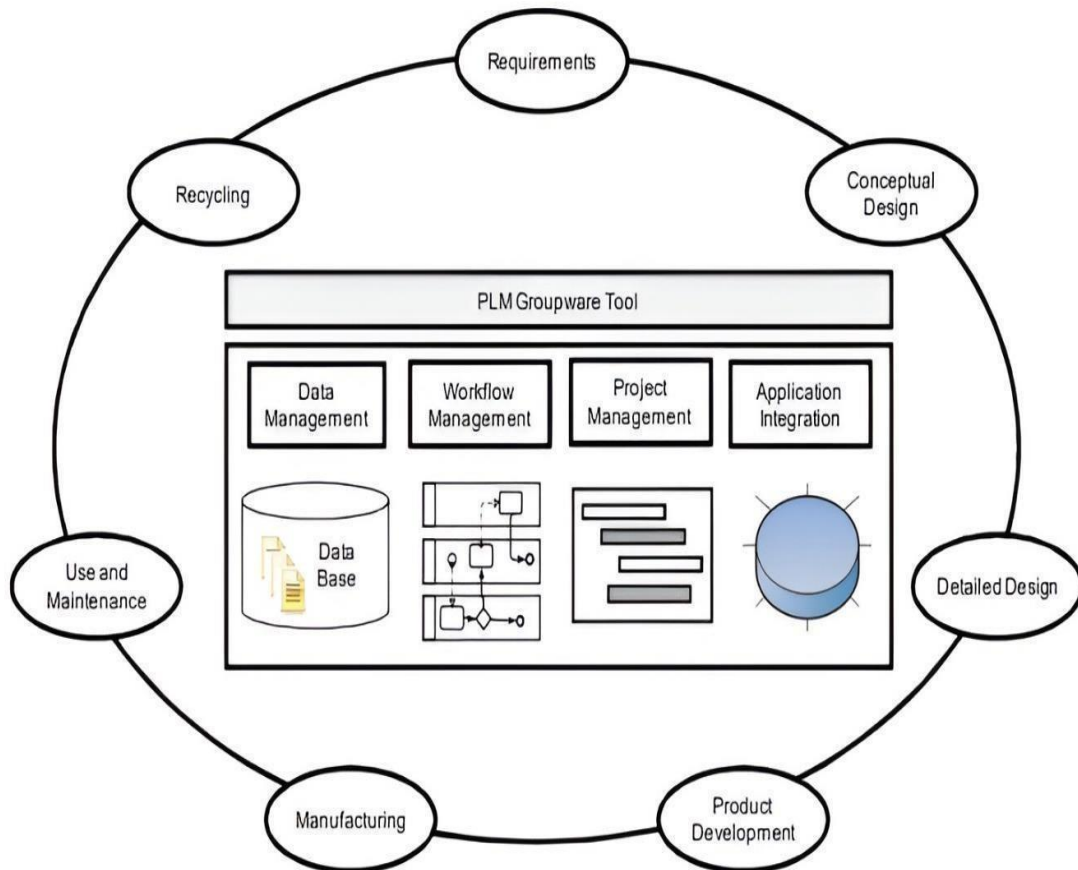 Requirements
Recycling
Conceptual
Design
PLM Groupware Tool
Data
Management
Workflow
Management
Project
Management
Application
Integration
Data
Base
Use and
Maintenance
Detailed Design
Manufacturing
Product
Development